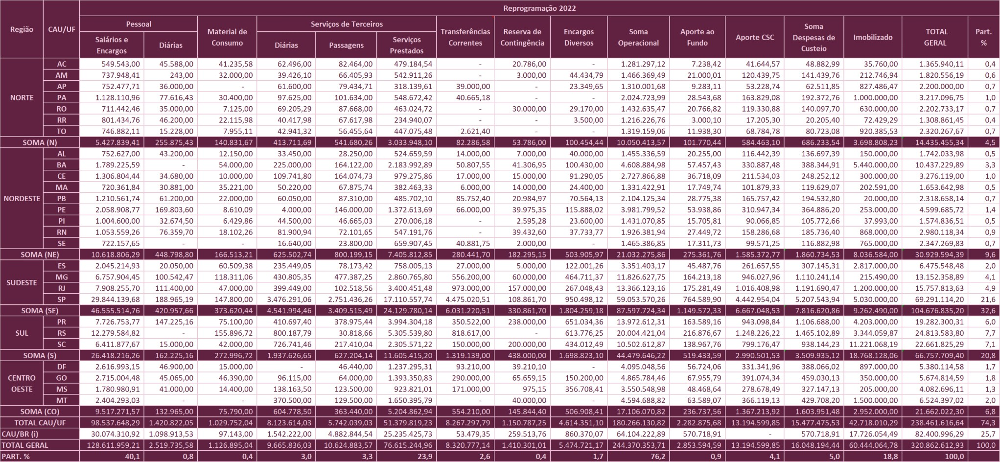 Reprogramação 2022
Região CAU/UF Pessoal Material de Consumo Serviços de Terceiros Transferências Correntes Reserva de Contingência Encargos Diversos Soma Operacional Aporte ao Fundo Aporte CSC Soma Despesas de Custeio Imobilizado TOTAL GERAL Part. %
Salários e Encargos Diárias Diárias Passagens Serviços Prestados
NORTE
AC 549.543,00 45.588,00 41.235,58 62.496,00 82.464,00 479.184,54 - 20.786,00 - 1.281.297,12 7.238,42 41.644,57 48.882,99 35.760,00 1.365.940,11 0,4
AM 737.948,41 243,00 32.000,00 39.426,10 66.405,93 542.911,26 - 3.000,00 44.434,79 1.466.369,49 21.000,01 120.439,75 141.439,76 212.746,94 1.820.556,19 0,6
AP 752.477,71 36.000,00 - 61.600,00 79.434,71 318.139,61 39.000,00 - 23.349,65 1.310.001,68 9.283,11 53.228,74 62.511,85 827.486,47 2.200.000,00 0,7
PA 1.128.110,96 77.616,43 30.400,00 97.625,00 101.634,00 548.672,42 40.665,18 - - 2.024.723,99 28.543,68 163.829,08 192.372,76 1.000.000,00 3.217.096,75 1,0
RO 711.442,46 35.000,00 7.125,00 69.205,29 87.668,00 463.024,72 - 30.000,00 29.170,00 1.432.635,47 20.766,82 119.330,88 140.097,70 630.000,00 2.202.733,17 0,7
RR 801.434,76 46.200,00 22.115,98 40.417,98 67.617,98 234.940,07 - - 3.500,00 1.216.226,76 3.000,10 17.205,30 20.205,40 72.429,29 1.308.861,45 0,4
TO 746.882,11 15.228,00 7.955,11 42.941,32 56.455,64 447.075,48 2.621,40 - - 1.319.159,06 11.938,30 68.784,78 80.723,08 920.385,53 2.320.267,67 0,7
SOMA (N) 5.427.839,41 255.875,43 140.831,67 413.711,69 541.680,26 3.033.948,10 82.286,58 53.786,00 100.454,44 10.050.413,57 101.770,44 584.463,10 686.233,54 3.698.808,23 14.435.455,34 4,5
NORDESTE
AL 752.627,00 43.200,00 12.150,00 33.450,00 28.250,00 524.659,59 14.000,00 7.000,00 40.000,00 1.455.336,59 20.255,00 116.442,39 136.697,39 150.000,00 1.742.033,98 0,5
BA 1.789.225,59 - 54.000,00 225.000,00 164.122,00 2.183.992,89 50.807,55 41.306,95 100.430,00 4.608.884,98 57.457,43 330.887,48 388.344,91 5.440.000,00 10.437.229,89 3,3
CE 1.306.804,44 34.680,00 10.000,00 109.741,80 164.074,73 979.275,86 17.000,00 15.000,00 91.290,05 2.727.866,88 36.718,09 211.534,03 248.252,12 300.000,00 3.276.119,00 1,0
MA 720.361,84 30.881,00 35.221,00 50.220,00 67.875,74 382.463,33 6.000,00 14.000,00 24.400,00 1.331.422,91 17.749,74 101.879,33 119.629,07 202.591,00 1.653.642,98 0,5
PB 1.210.561,74 61.200,00 22.000,00 60.050,00 87.310,00 485.702,10 85.752,40 20.984,97 70.564,13 2.104.125,34 28.775,38 165.757,42 194.532,80 20.000,00 2.318.658,14 0,7
PE 2.058.908,77 169.803,60 8.610,09 4.000,00 146.000,00 1.372.613,69 66.000,00 39.975,35 115.888,02 3.981.799,52 53.938,86 310.947,34 364.886,20 253.000,00 4.599.685,72 1,4
PI 1.004.600,00 32.674,50 6.429,86 44.500,00 46.665,03 270.006,18 - 2.595,28 23.600,00 1.431.070,85 15.705,81 90.066,85 105.772,66 37.993,00 1.574.836,51 0,5
RN 1.053.559,26 76.359,70 18.102,26 81.900,94 72.101,65 547.191,76 - 39.432,60 37.733,77 1.926.381,94 27.449,72 158.286,68 185.736,40 868.000,00 2.980.118,34 0,9
SE 722.157,65 - - 16.640,00 23.800,00 659.907,45 40.881,75 2.000,00 - 1.465.386,85 17.311,73 99.571,25 116.882,98 765.000,00 2.347.269,83 0,7
SOMA (NE) 10.618.806,29 448.798,80 166.513,21 625.502,74 800.199,15 7.405.812,85 280.441,70 182.295,15 503.905,97 21.032.275,86 275.361,76 1.585.372,77 1.860.734,53 8.036.584,00 30.929.594,39 9,6
SUDESTE
ES 2.045.214,93 20.050,00 60.509,38 235.449,05 78.173,42 758.005,13 27.000,00 5.000,00 122.001,26 3.351.403,17 45.487,76 261.657,55 307.145,31 2.817.000,00 6.475.548,48 2,0
MG 6.757.904,45 100.542,47 118.311,06 430.805,35 477.387,25 2.860.765,80 556.200,00 60.000,00 464.711,37 11.826.627,75 164.213,18 946.027,96 1.110.241,14 215.490,00 13.152.358,89 4,1
RJ 7.908.255,70 111.400,00 47.000,00 399.449,00 102.518,56 3.400.451,48 973.000,00 157.000,00 267.048,43 13.366.123,16 175.281,49 1.016.408,98 1.191.690,47 1.200.000,00 15.757.813,63 4,9
SP 29.844.139,68 188.965,19 147.800,00 3.476.291,06 2.751.436,26 17.110.557,74 4.475.020,51 108.861,70 950.498,12 59.053.570,26 764.589,90 4.442.954,04 5.207.543,94 5.030.000,00 69.291.114,20 21,6
SOMA (SE) 46.555.514,76 420.957,66 373.620,44 4.541.994,46 3.409.515,49 24.129.780,14 6.031.220,51 330.861,70 1.804.259,18 87.597.724,34 1.149.572,33 6.667.048,53 7.816.620,86 9.262.490,00 104.676.835,20 32,6
SUL
PR 7.726.753,77 147.225,16 75.100,00 410.697,40 378.975,44 3.994.304,18 350.522,00 238.000,00 651.034,36 13.972.612,31 163.589,16 943.098,84 1.106.688,00 4.203.000,00 19.282.300,31 6,0
RS 12.279.584,82 - 155.896,72 800.187,79 30.818,66 5.305.539,80 818.617,00 - 613.776,25 20.004.421,04 216.876,67 1.248.226,22 1.465.102,89 3.344.059,87 24.813.583,80 7,7
SC 6.411.877,67 15.000,00 42.000,00 726.741,46 217.410,04 2.305.571,22 150.000,00 200.000,00 434.012,49 10.502.612,87 138.967,76 799.176,47 938.144,23 11.221.068,19 22.661.825,29 7,1
SOMA (S) 26.418.216,26 162.225,16 272.996,72 1.937.626,65 627.204,14 11.605.415,20 1.319.139,00 438.000,00 1.698.823,10 44.479.646,22 519.433,59 2.990.501,53 3.509.935,12 18.768.128,06 66.757.709,40 20,8
CENTRO OESTE
DF 2.616.993,15 46.900,00 15.000,00 - 46.440,00 1.237.295,31 93.210,00 39.210,10 - 4.095.048,56 56.724,06 331.341,96 388.066,02 897.000,00 5.380.114,58 1,7
GO 2.715.004,48 45.065,00 46.390,00 96.115,00 64.000,00 1.393.350,83 290.000,00 65.659,15 150.200,00 4.865.784,46 67.955,79 391.074,34 459.030,13 350.000,00 5.674.814,59 1,8
MS 1.780.980,91 41.000,00 14.400,00 138.163,50 123.500,00 923.821,01 171.000,00 975,15 356.708,41 3.550.548,98 48.468,64 278.678,49 327.147,13 205.000,00 4.082.696,11 1,3
MT 2.404.293,03 - - 370.500,00 129.500,00 1.650.395,79 - 40.000,00 - 4.594.688,82 63.589,07 366.119,13 429.708,20 1.500.000,00 6.524.397,02 2,0
SOMA (CO) 9.517.271,57 132.965,00 75.790,00 604.778,50 363.440,00 5.204.862,94 554.210,00 145.844,40 506.908,41 17.106.070,82 236.737,56 1.367.213,92 1.603.951,48 2.952.000,00 21.662.022,30 6,8
TOTAL CAU/UF 98.537.648,29 1.420.822,05 1.029.752,04 8.123.614,03 5.742.039,03 51.379.819,23 8.267.297,79 1.150.787,25 4.614.351,10 180.266.130,82 2.282.875,68 13.194.599,85 15.477.475,53 42.718.010,29 238.461.616,64 74,3
CAU/BR (i) 30.074.310,92 1.098.913,53 97.143,00 1.542.222,00 4.882.844,54 25.235.425,73 53.479,35 259.513,76 860.370,07 64.104.222,89 570.718,91 - 570.718,91 17.726.054,49 82.400.996,29 25,7
TOTAL GERAL 128.611.959,21 2.519.735,58 1.126.895,04 9.665.836,03 10.624.883,57 76.615.244,96 8.320.777,14 1.410.301,01 5.474.721,17 244.370.353,71 2.853.594,59 13.194.599,85 16.048.194,44 60.444.064,78 320.862.612,93 100,0
PART. % 40,1 0,8 0,4 3,0 3,3 23,9 2,6 0,4 1,7 76,2 0,9 4,1 5,0 18,8 100,0